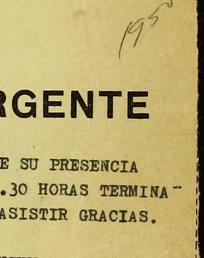 1950
RGENTE
E SU PRESENCIA
.30 HORAS TERMINA-
ASISTIR GRACIAS.